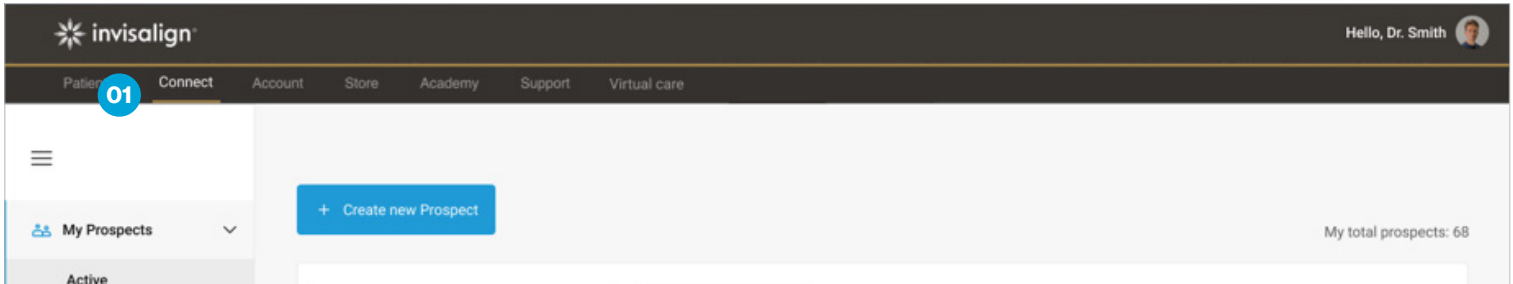 invisalign
Hello, Dr. Smith
01 Connect Account Store Academy Support Virtual care
+ Create new Prospect
My Prospects
My total prospects: 68
Active